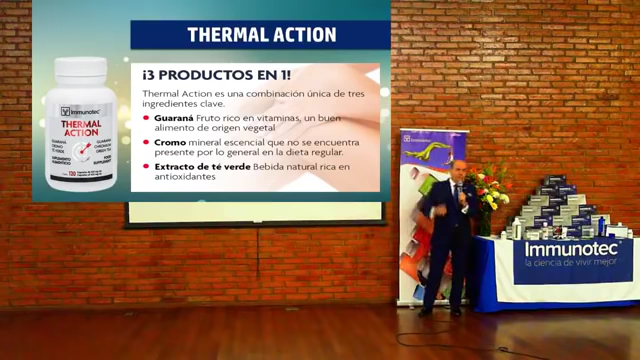 THERMAL ACTION
¡3 PRODUCTOS EN 1!
Thermal Action es una combinación única de tres
ingredientes clave.
Guaraná Fruto rico en vitaminas, un buen
alimento de origen vegetal
Cromo mineral escencial que no se encuentra
presente por lo general en la dieta regular.
Extracto de té verde Bebida natural rica en
antioxidantes
Immunotec
THERMAL
ACTION
120
Immunotec
la ciencia de vivir mejor